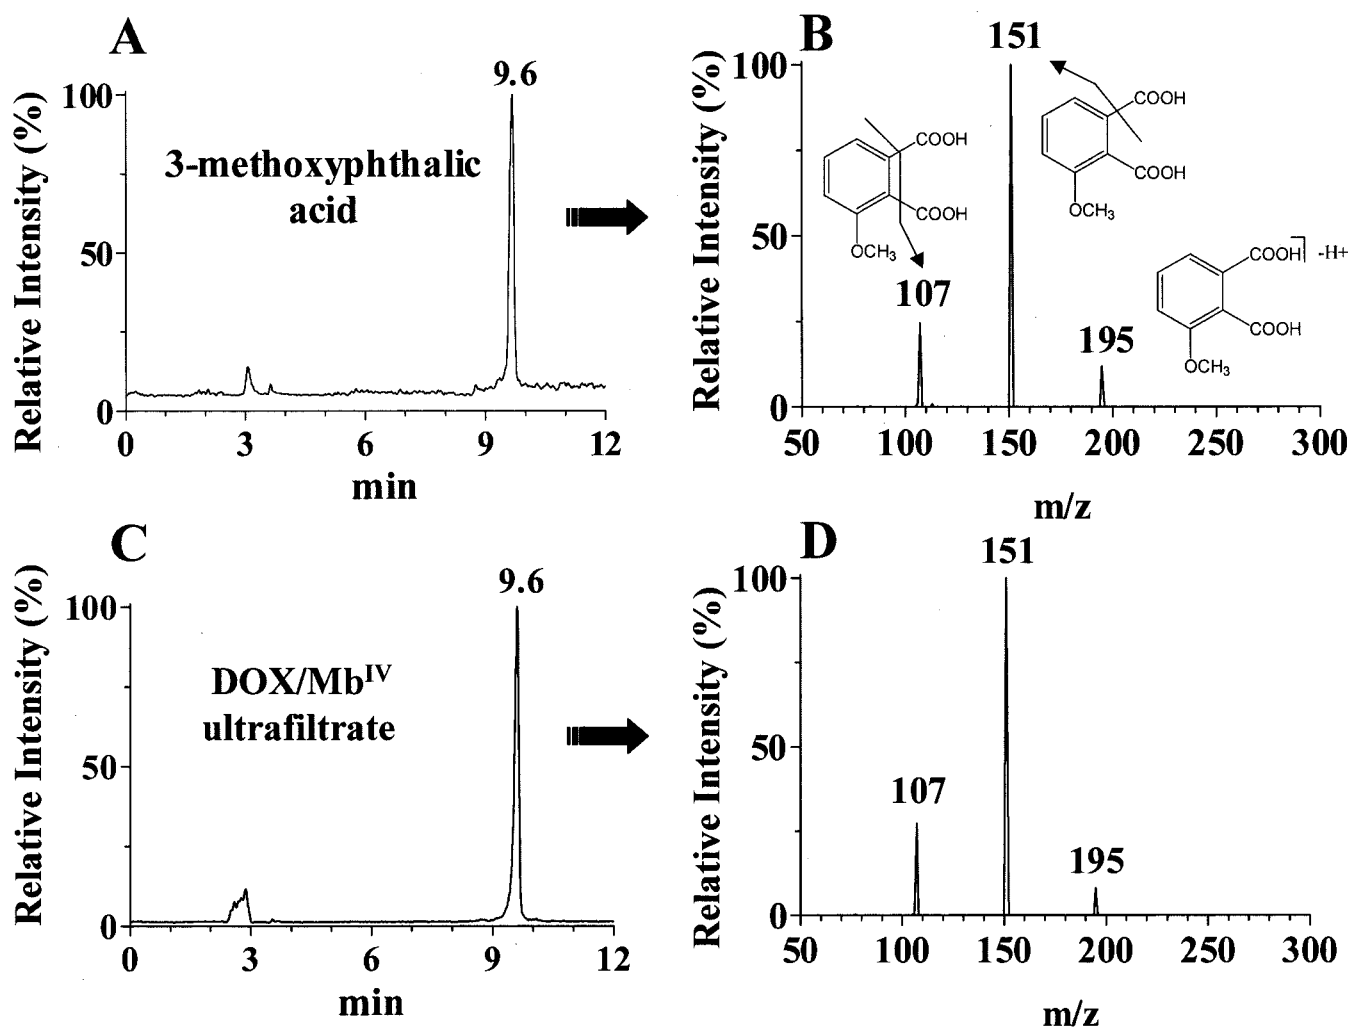 A
Relative Intensity (%)
100
50
0
9.6
3-methoxyphthalic
acid
0 3 6 9 12
min
B
Relative Intensity (%)
100
50
0
151
COOH
COOH
OCH3
COOH
COOH
OCH3
107
195
COOH -H+
COOH
OCH3
50 100 150 200 250 300
m/z
C
Relative Intensity (%)
100
50
0
9.6
DOX/Mb^IV
ultrafiltrate
0 3 6 9 12
min
D
Relative Intensity (%)
100
50
0
151
107
195
50 100 150 200 250 300
m/z